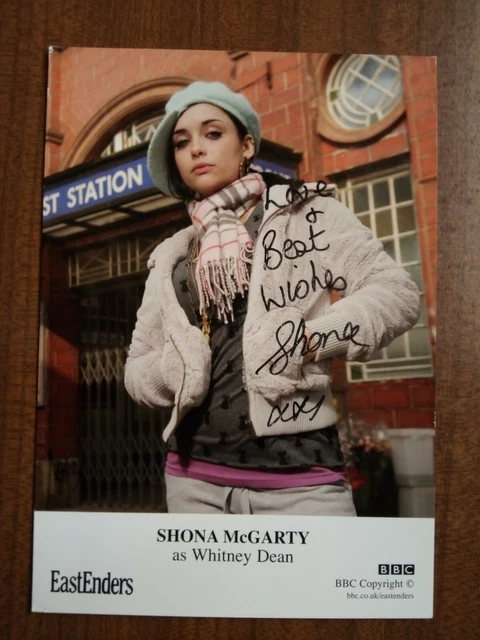 ST STATION
Love
&
Best
Wishes
Shona
xxx
SHONA McGARTY
as Whitney Dean
EastEnders
BBC
BBC Copyright ©
bbc.co.uk/eastenders